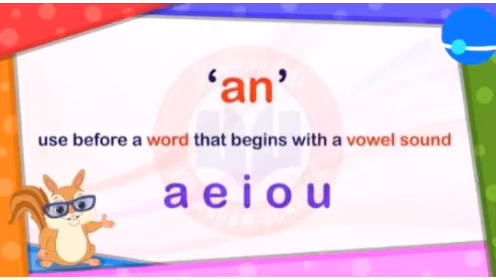 ‘an’
use before a word that begins with a vowel sound
a e i o u